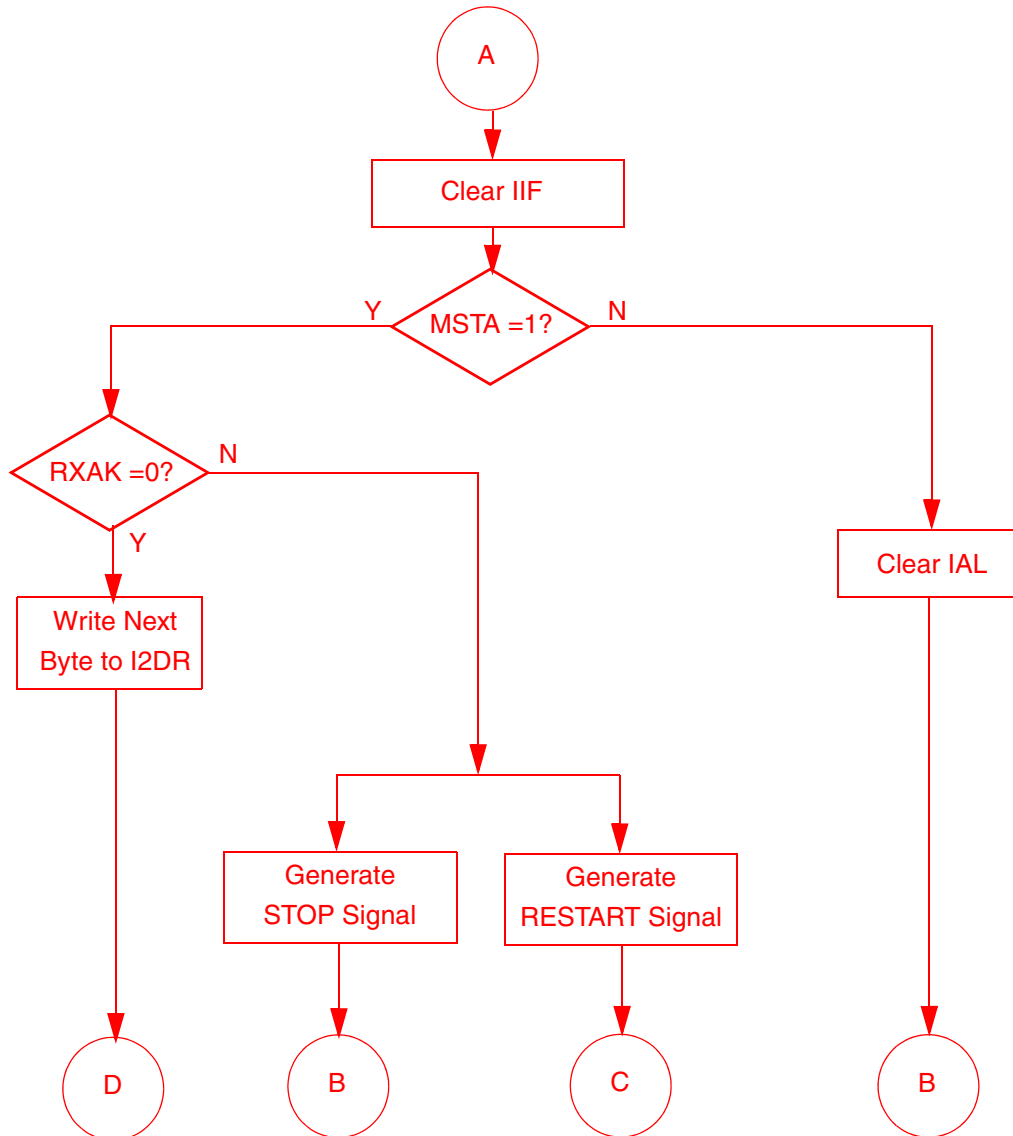 A
Clear IIF
MSTA =1?
Y
N
RXAK =0?
N
Y
Clear IAL
Write Next
Byte to I2DR
Generate
STOP Signal
Generate
RESTART Signal
D
B
C
B